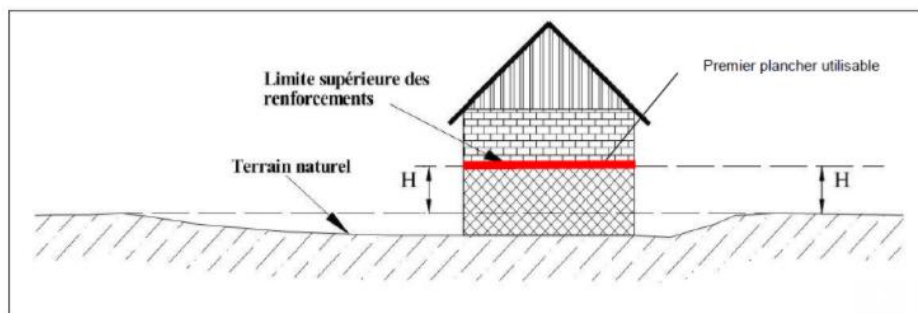 Premier plancher utilisable
Limite supérieure des
renforcements
Terrain naturel
H
H